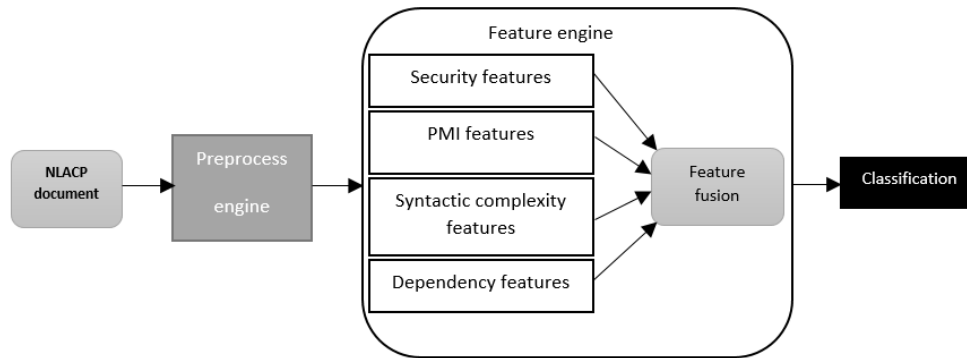 Feature engine
Security features
PMI features
Syntactic complexity
features
Dependency features
NLACP
document
Preprocess
engine
Feature
fusion
Classification